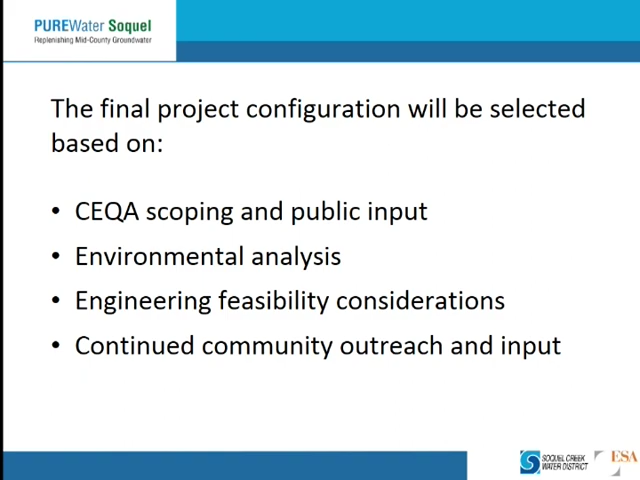 PUREWater Soquel
Replenishing Mid-County Groundwater
The final project configuration will be selected
based on:
• CEQA scoping and public input
• Environmental analysis
• Engineering feasibility considerations
• Continued community outreach and input
SOQUEL CREEK
WATER DISTRICT
ESA